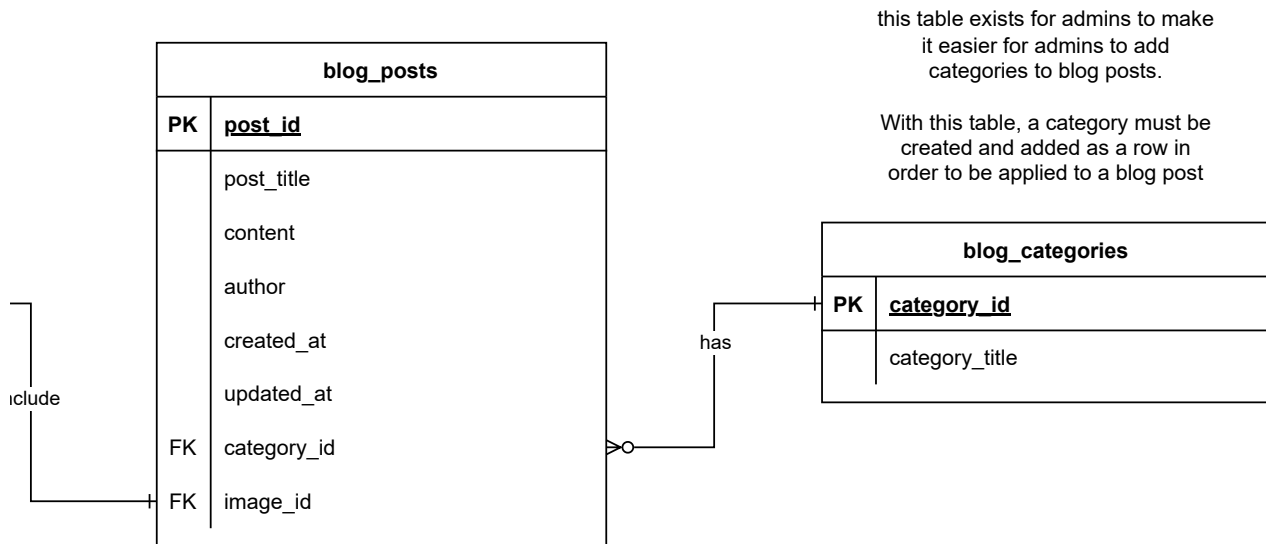 this table exists for admins to make
it easier for admins to add
categories to blog posts.
With this table, a category must be
created and added as a row in
order to be applied to a blog post
blog_posts
PK post_id
post_title
content
author
created_at
updated_at
FK category_id
FK image_id
has
blog_categories
PK category_id
category_title